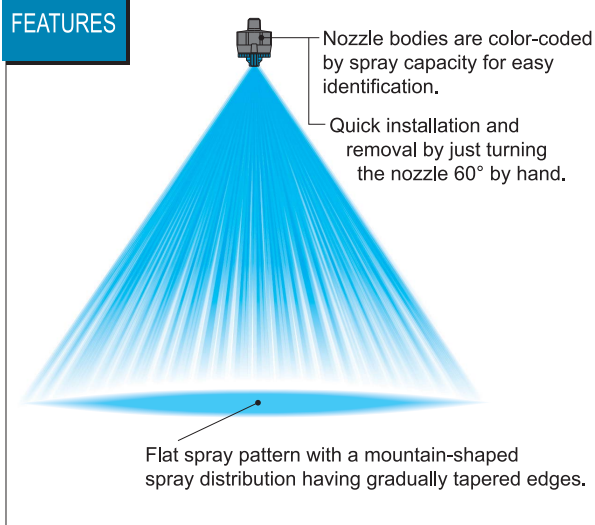 FEATURES
Nozzle bodies are color-coded
by spray capacity for easy
identification.
Quick installation and
removal by just turning
the nozzle 60° by hand.
Flat spray pattern with a mountain-shaped
spray distribution having gradually tapered edges.